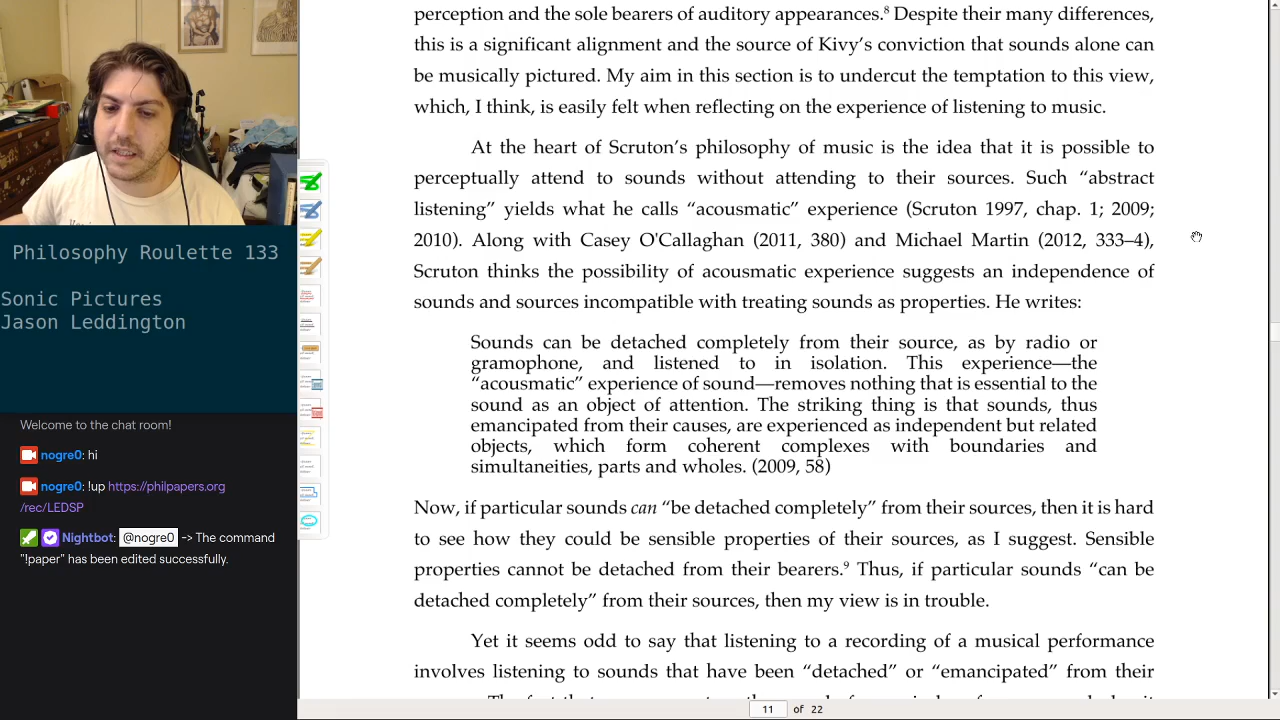 perception and the sole bearers of auditory appearances.8 Despite their many differences,
this is a significant alignment and one source of Kivy's conviction that sounds alone can
be musically pictured. My aim in this section is to undercut the temptation to this view,
which, I think, is easily felt when reflecting on the experience of listening to music.
At the heart of Scruton's philosophy of music is the idea that it is possible to
perceptually attend to sounds without attending to their sources. Such "abstract
listening" yields what he calls "acousmatic" experience (Scruton 1997, chap. 1; 2009;
2010). Along with Casey O'Callaghan (2011, 388) and Manuel García (2012, 233–4),
Scruton thinks the possibility of acousmatic experience suggests an independence of
sounds from sources incompatible with treating sounds as properties or tropes.
Sounds can be detached completely from their source, as by radio or
gramophone, and listened to in isolation. This experience—the
"acousmatic" experience of sound—removes nothing that is essential to the
sound as an object of attention. The striking thing is that sounds, thus
emancipated from their causes, are experienced as independent but related
objects, which form coherent wholes, with boundaries and
simultaneities, parts and wholes. (2009, 58)
Now, if particular sounds can be "detached completely" from their sources, then it is hard
to see how they could be sensible properties of their sources, as I suggest. Sensible
properties cannot be detached from their bearers.9 Thus, if particular sounds "can be
detached completely" from their sources, then my view is in trouble.
Yet it seems odd to say that listening to a recording of a musical performance
involves listening to sounds that have been "detached" or "emancipated" from their
11 of 22
Philosophy Roulette 133
Sonic Pictures
Jason Leddington
Welcome to the chat room!
nogre0: hi
nogre0: !up https://philpapers.org
/rec/LEDSP
Nightbot: @nogre0 -> The command
"!paper" has been edited successfully.